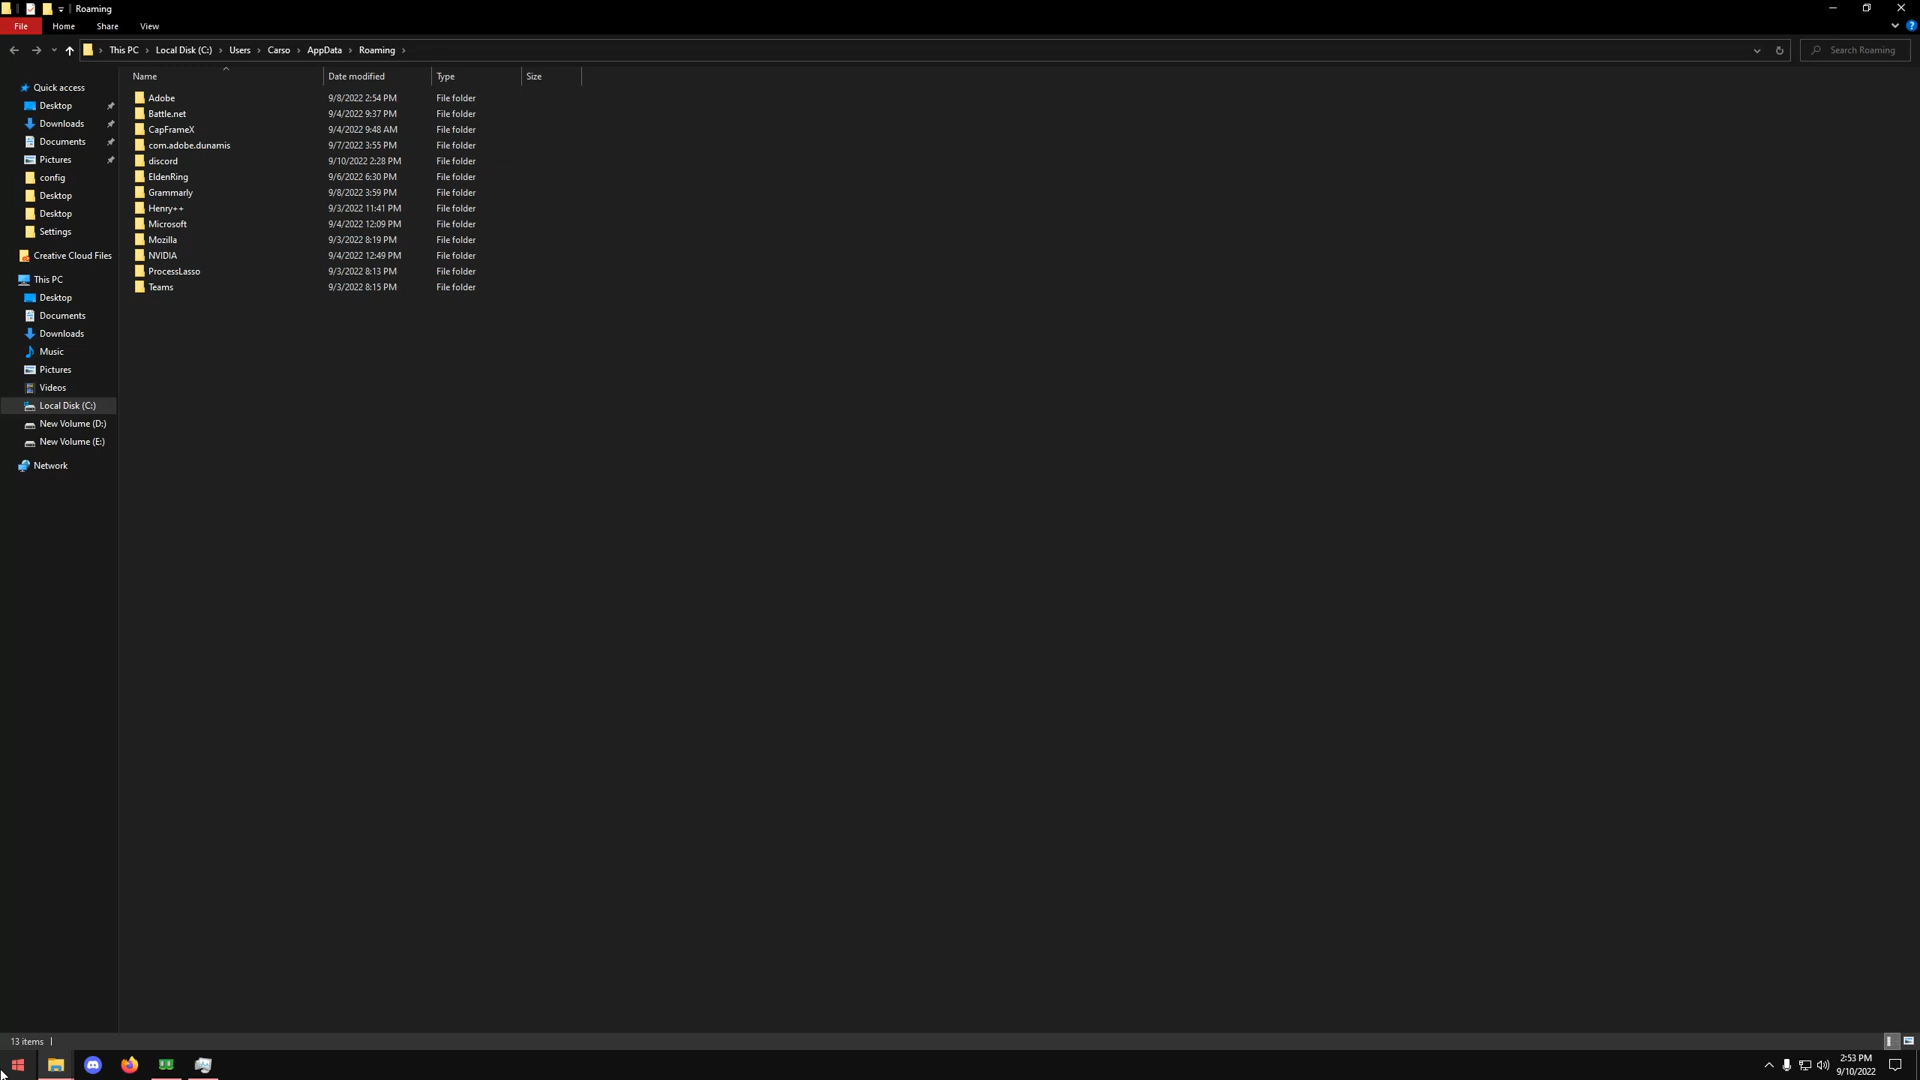 Roaming
File Home Share View
This PC Local Disk (C:) Users Carso AppData Roaming Search Roaming
Name Date modified Type Size
Quick access
Desktop
Downloads
Documents
Pictures
config
Desktop
Desktop
Settings
Creative Cloud Files
This PC
Desktop
Documents
Downloads
Music
Pictures
Videos
Local Disk (C:)
New Volume (D:)
New Volume (E:)
Network
Adobe 9/8/2022 2:54 PM File folder
Battle.net 9/4/2022 9:37 PM File folder
CapFrameX 9/4/2022 9:48 AM File folder
com.adobe.dunamis 9/7/2022 3:55 PM File folder
discord 9/10/2022 2:28 PM File folder
EldenRing 9/6/2022 6:30 PM File folder
Grammarly 9/8/2022 3:59 PM File folder
Henry++ 9/3/2022 11:41 PM File folder
Microsoft 9/4/2022 12:09 PM File folder
Mozilla 9/3/2022 8:19 PM File folder
NVIDIA 9/4/2022 12:49 PM File folder
ProcessLasso 9/3/2022 8:13 PM File folder
Teams 9/3/2022 8:15 PM File folder
13 items
2:53 PM
9/10/2022